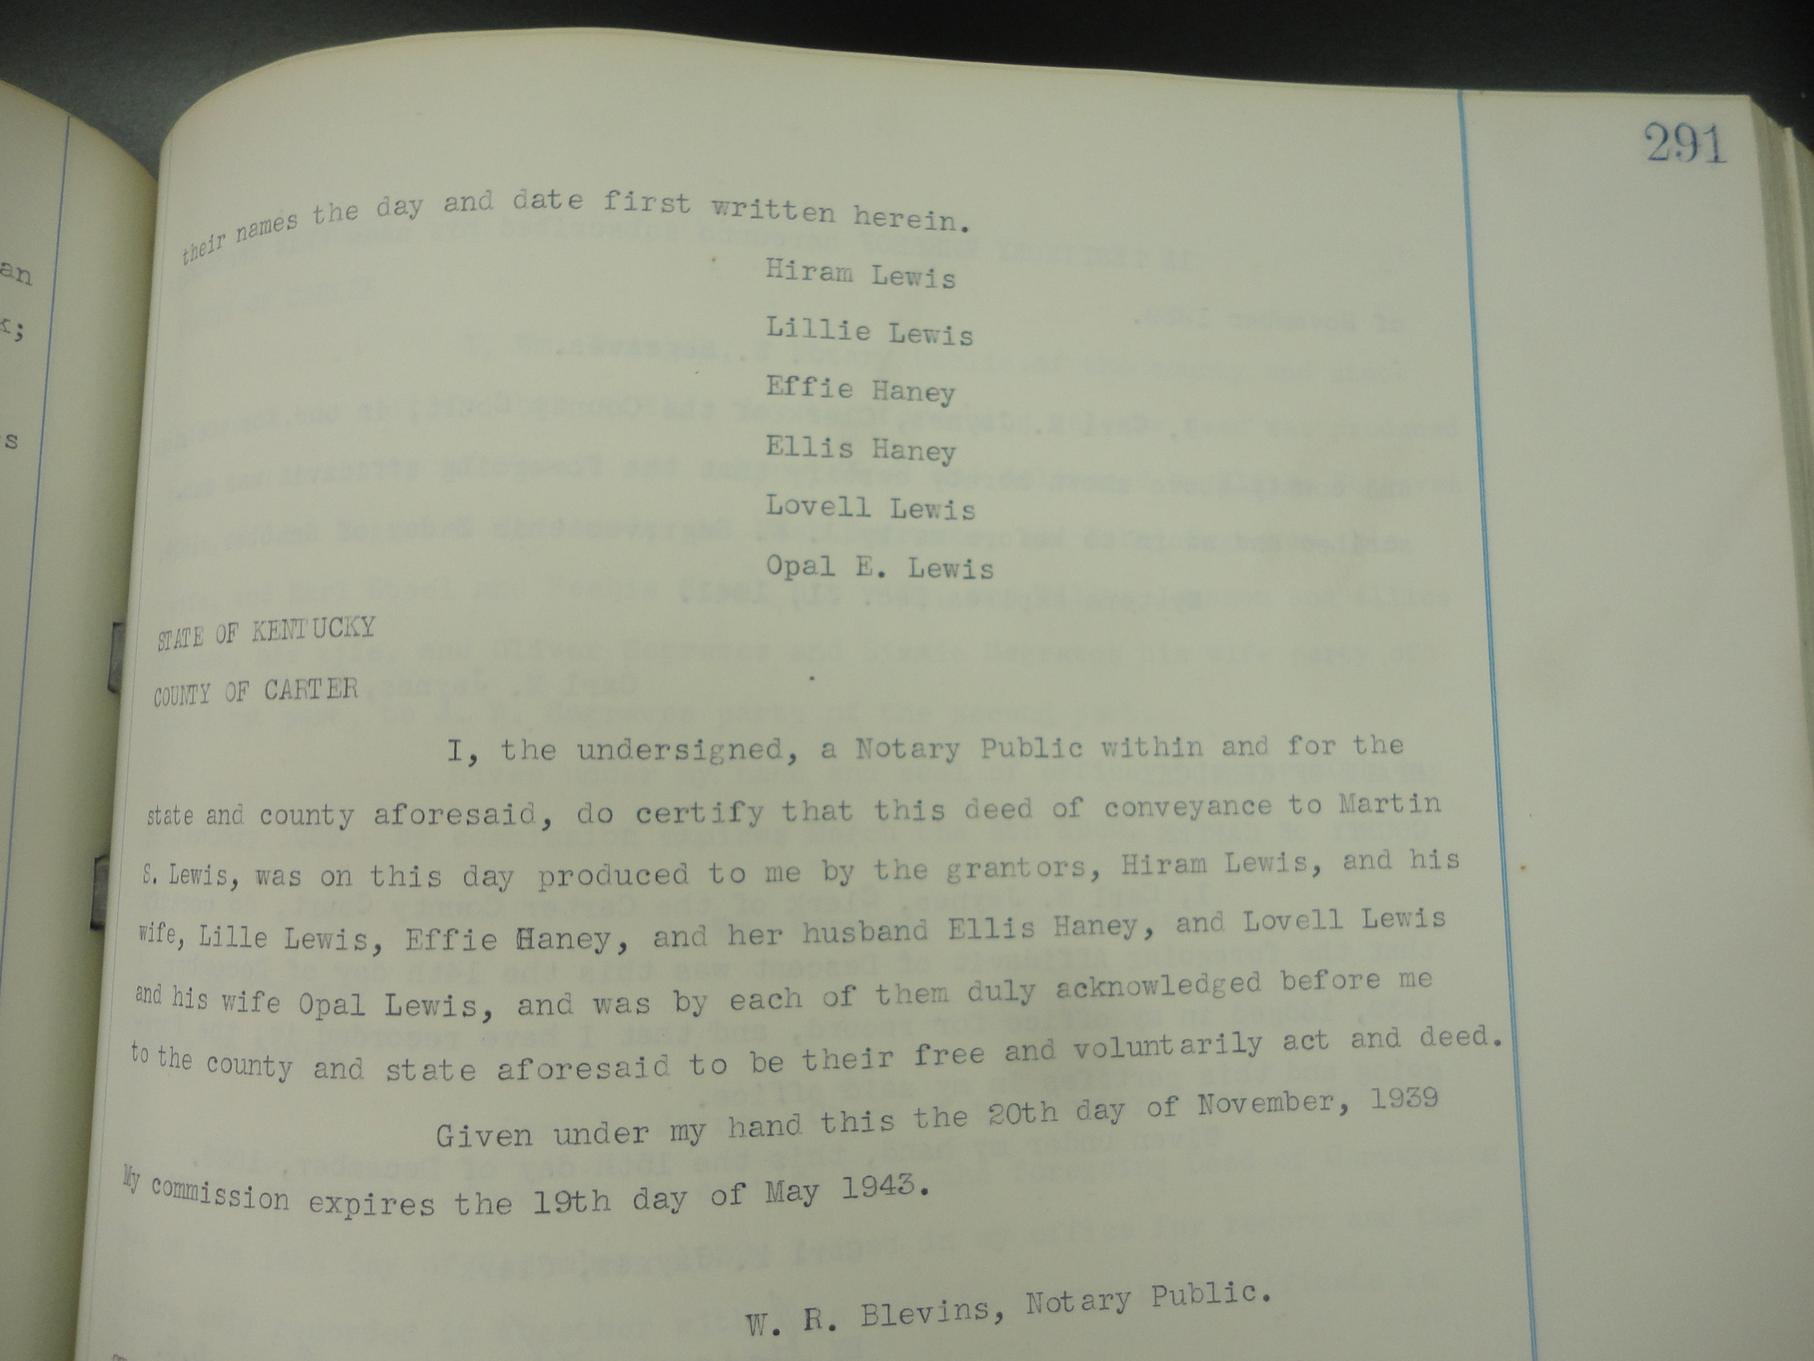 291
their names the day and date first written herein.
Hiram Lewis
Lillie Lewis
Effie Haney
Ellis Haney
Lovell Lewis
Opal E. Lewis
STATE OF KENTUCKY
COUNTY OF CARTER
I, the undersigned, a Notary Public within and for the
state and county aforesaid, do certify that this deed of conveyance to Martin
S. Lewis, was on this day produced to me by the grantors, Hiram Lewis, and his
wife, Lille Lewis, Effie Haney, and her husband Ellis Haney, and Lovell Lewis
and his wife Opal Lewis, and was by each of them duly acknowledged before me
to the county and state aforesaid to be their free and voluntarily act and deed.
Given under my hand this the 20th day of November, 1939
My commission expires the 19th day of May 1943.
W. R. Blevins, Notary Public.